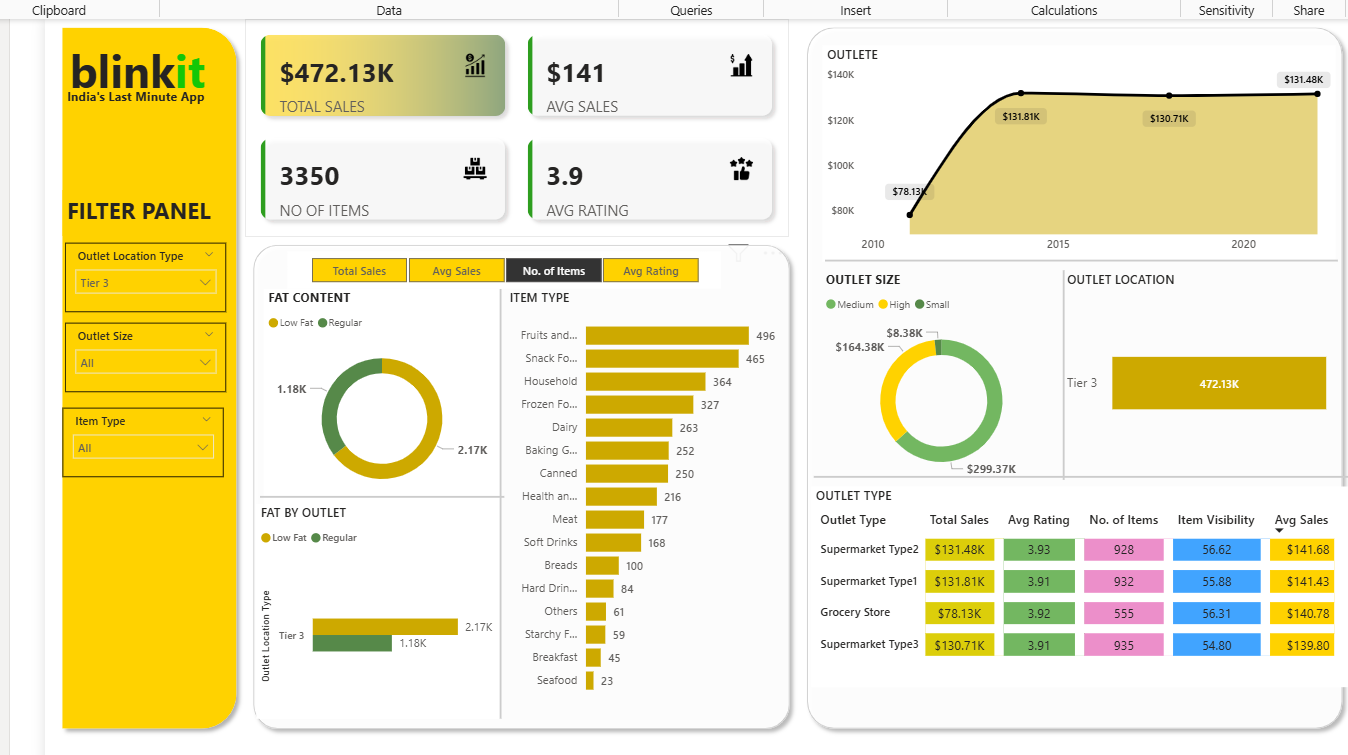 Clipboard
Data
Queries
Insert
Calculations
Sensitivity
Share
blinkit
India's Last Minute App
FILTER PANEL
Outlet Location Type
Tier 3
Outlet Size
All
Item Type
All
$472.13K
TOTAL SALES
$141
AVG SALES
3350
NO OF ITEMS
3.9
AVG RATING
Total Sales
Avg Sales
No. of Items
Avg Rating
FAT CONTENT
Low Fat
Regular
1.18K
2.17K
FAT BY OUTLET
Low Fat
Regular
Outlet Location Type
Tier 3
2.17K
1.18K
ITEM TYPE
Fruits and... 496
Snack Fo... 465
Household 364
Frozen Fo... 327
Dairy 263
Baking G... 252
Canned 250
Health an... 216
Meat 177
Soft Drinks 168
Breads 100
Hard Drin... 84
Others 61
Starchy F... 59
Breakfast 45
Seafood 23
OUTLETE
$140K
$120K
$100K
$80K
$78.13K
$131.81K
$130.71K
$131.48K
2010 2015 2020
OUTLET SIZE
Medium High Small
$8.38K
$164.38K
$299.37K
OUTLET LOCATION
Tier 3
472.13K
OUTLET TYPE
Outlet Type Total Sales Avg Rating No. of Items Item Visibility Avg Sales
Supermarket Type2 $131.48K 3.93 928 56.62 $141.68
Supermarket Type1 $131.81K 3.91 932 55.88 $141.43
Grocery Store $78.13K 3.92 555 56.31 $140.78
Supermarket Type3 $130.71K 3.91 935 54.80 $139.80